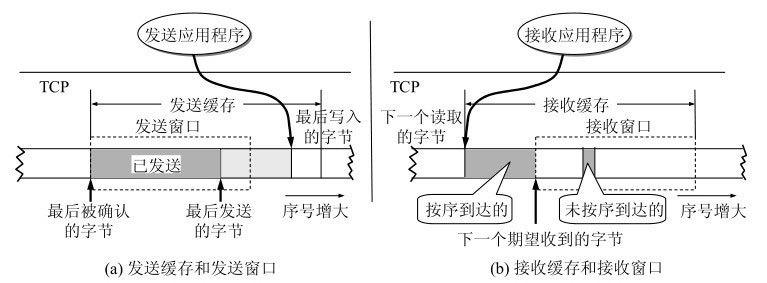 发送应用程序
TCP
发送缓存
最后写入
的字节
发送窗口
已发送
最后被确认
的字节
最后发送
的字节
序号增大
(a) 发送缓存和发送窗口
接收应用程序
TCP
下一个读取
的字节
接收缓存
接收窗口
按序到达的
未按序到达的
序号增大
下一个期望收到的字节
(b) 接收缓存和接收窗口